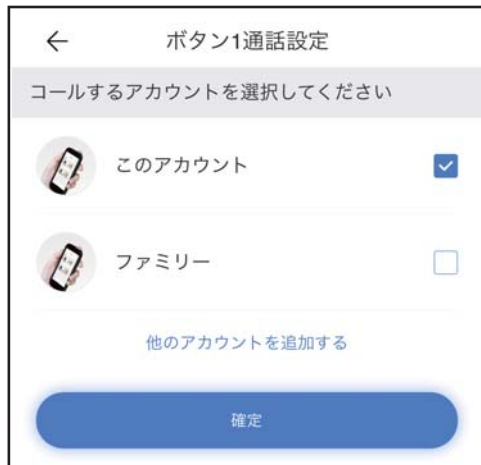 ボタン1通話設定
コールするアカウントを選択してください
このアカウント
ファミリー
他のアカウントを追加する
確定